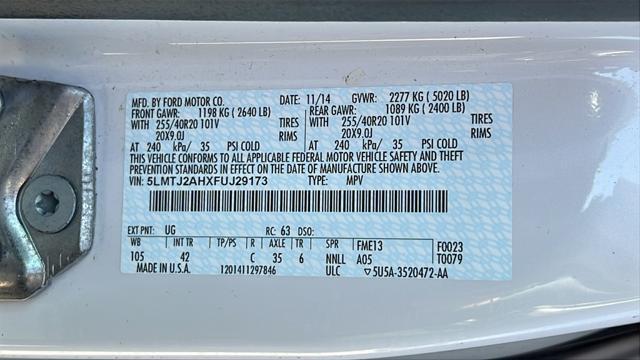 MFD. BY FORD MOTOR CO. DATE: 11/14 GVWR: 2277 KG ( 5020 LB)
FRONT GAWR: 1198 KG ( 2640 LB) REAR GAWR: 1089 KG ( 2400 LB)
WITH 255/40R20 101V TIRES WITH 255/40R20 101V TIRES
20X9.0J RIMS 20X9.0J RIMS
AT 240 kPa/ 35 PSI COLD AT 240 kPa/ 35 PSI COLD
THIS VEHICLE CONFORMS TO ALL APPLICABLE FEDERAL MOTOR VEHICLE SAFETY AND THEFT
PREVENTION STANDARDS IN EFFECT ON THE DATE OF MANUFACTURE SHOWN ABOVE.
VIN: 5LMTJ2AHXFUJ29173 TYPE: MPV
EXT PNT: UG RC: 63 DSO:
WB INT TR TP/PS R AXLE TR SPR FME13 F0023
105 42 C 35 6 NNLL A05 T0079
MADE IN U.S.A. 1201411297846 ULC ▽5U5A-3520472-AA